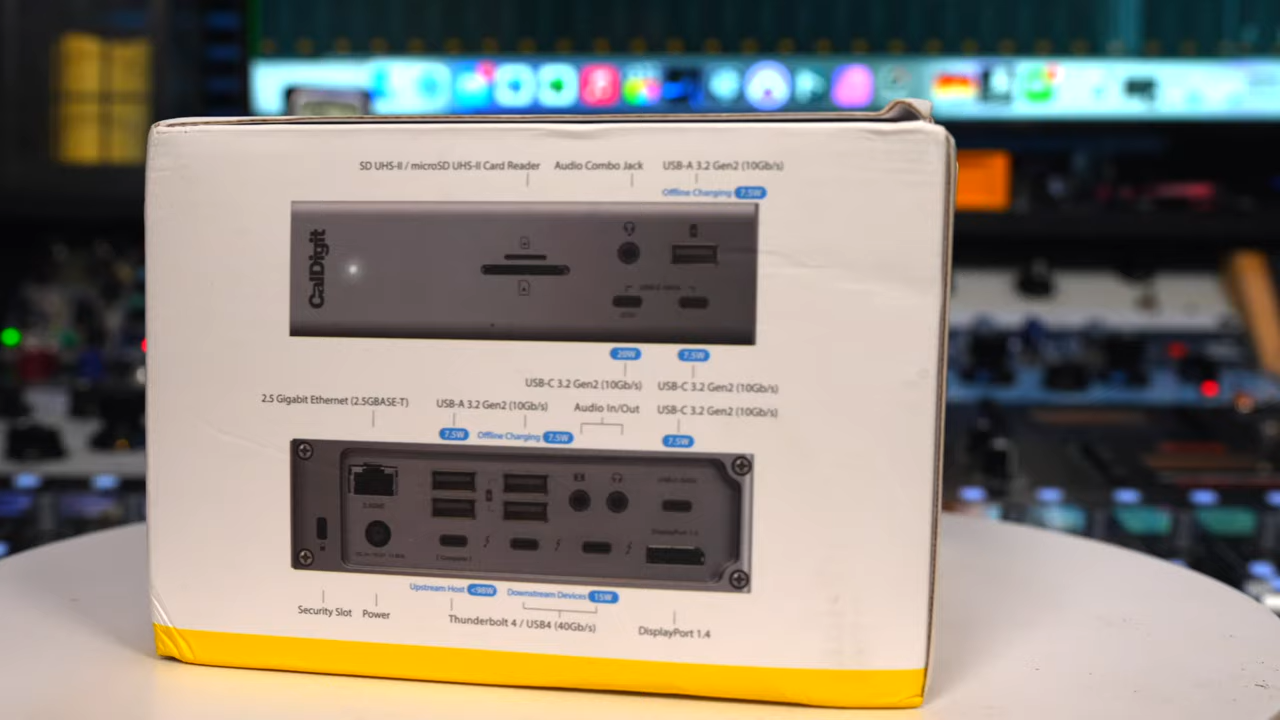 SD UHS-II / microSD UHS-II Card Reader
Audio Combo Jack
USB-A 3.2 Gen2 (10Gb/s)
Offline Charging 7.5W
CalDigit
20W
7.5W
USB-C 3.2 Gen2 (10Gb/s)
USB-C 3.2 Gen2 (10Gb/s)
2.5 Gigabit Ethernet (2.5GBASE-T)
USB-A 3.2 Gen2 (10Gb/s)
Audio In/Out
USB-C 3.2 Gen2 (10Gb/s)
7.5W
Offline Charging 7.5W
7.5W
DisplayPort 1.4
Upstream Host <98W
Downstream Devices 15W
Security Slot
Power
Thunderbolt 4 / USB4 (40Gb/s)
DisplayPort 1.4